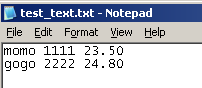 test_text.txt - Notepad
File Edit Format View Help
momo 1111 23.50
gogo 2222 24.80